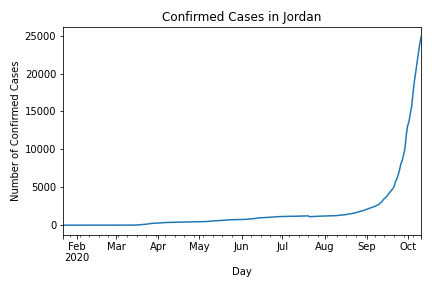 Confirmed Cases in Jordan
Number of Confirmed Cases
25000
20000
15000
10000
5000
0
Feb Mar Apr May Jun Jul Aug Sep Oct
2020
Day